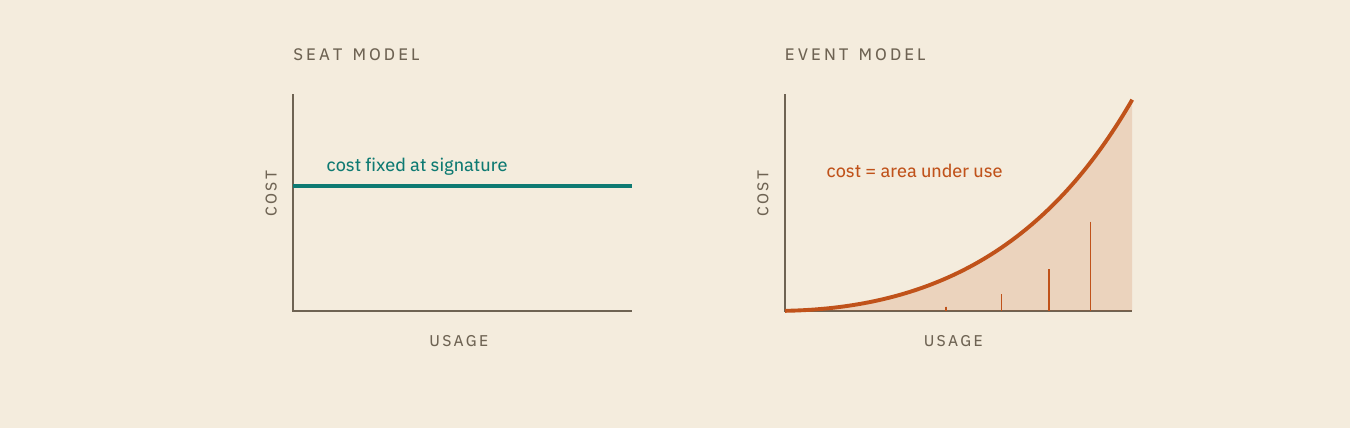 SEAT MODEL
cost fixed at signature
COST
USAGE
EVENT MODEL
cost = area under use
COST
USAGE